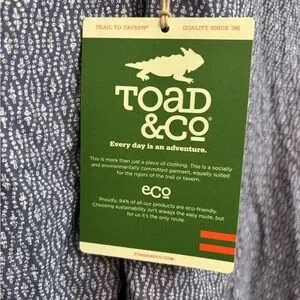 TRAIL TO TAVERN®
QUALITY SINCE '96
TOAD
&CO®
Every day is an adventure.
This is more than just a piece of clothing. This is a socially
and environmentally committed garment, equally suited
for the rigors of the trail or tavern.
eco
Proudly, 94% of all our products are eco-friendly.
Choosing sustainability isn't always the easy route, but
for us it's the only route.
TOADANDCO.COM